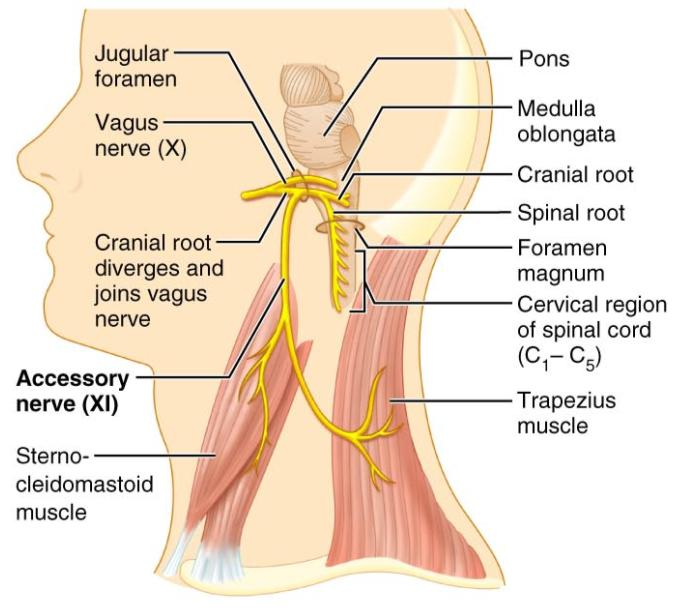 Jugular
foramen
Vagus
nerve (X)
Cranial root
diverges and
joins vagus
nerve
Accessory
nerve (XI)
Sterno-
cleidomastoid
muscle
Pons
Medulla
oblongata
Cranial root
Spinal root
Foramen
magnum
Cervical region
of spinal cord
(C₁– C₅)
Trapezius
muscle